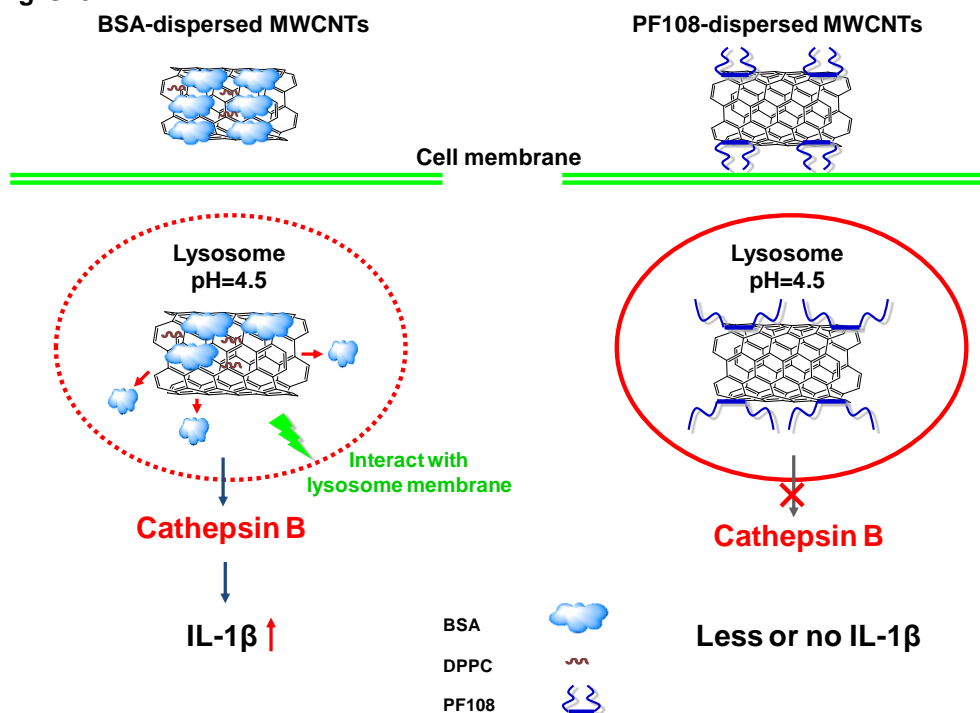 BSA-dispersed MWCNTs
PF108-dispersed MWCNTs
Cell membrane
Lysosome
pH=4.5
Lysosome
pH=4.5
Interact with
lysosome membrane
Cathepsin B
Cathepsin B
IL-1β
Less or no IL-1β
BSA
DPPC
PF108